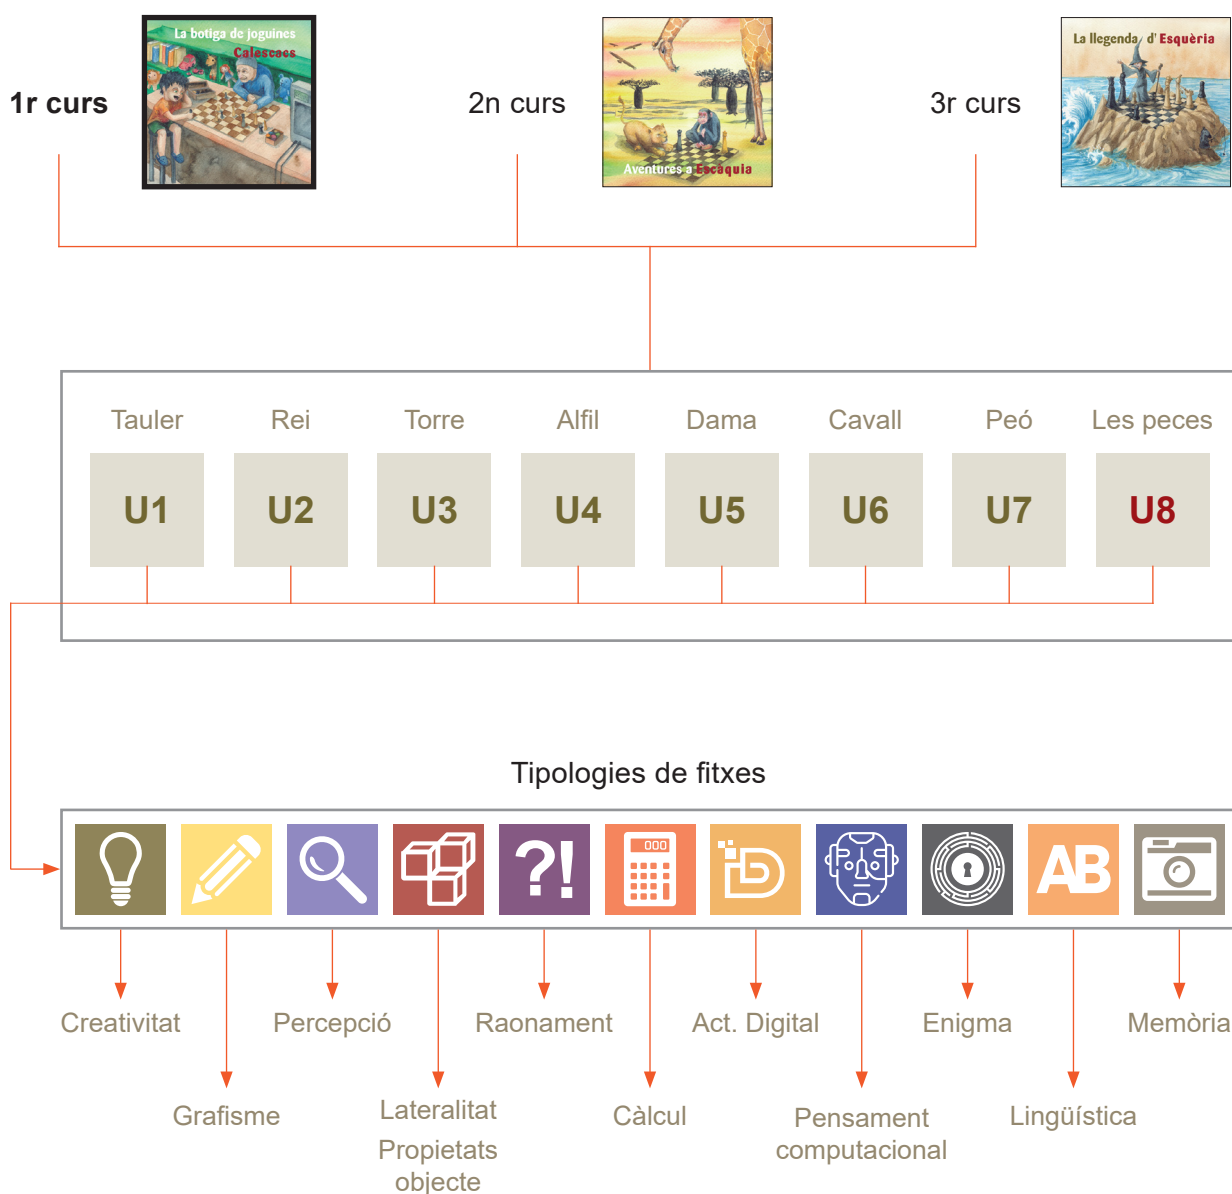 1r curs
La botiga de joguines
Calescacs
2n curs
Aventures a Escàquia
3r curs
La llegenda d'Esquèria
Tauler
Rei
Torre
Alfil
Dama
Cavall
Peó
Les peces
U1
U2
U3
U4
U5
U6
U7
U8
Tipologies de fitxes
?!
000
AB
Creativitat
Percepció
Raonament
Act. Digital
Enigma
Memòria
Grafisme
Lateralitat
Propietats
objecte
Càlcul
Pensament
computacional
Lingüística